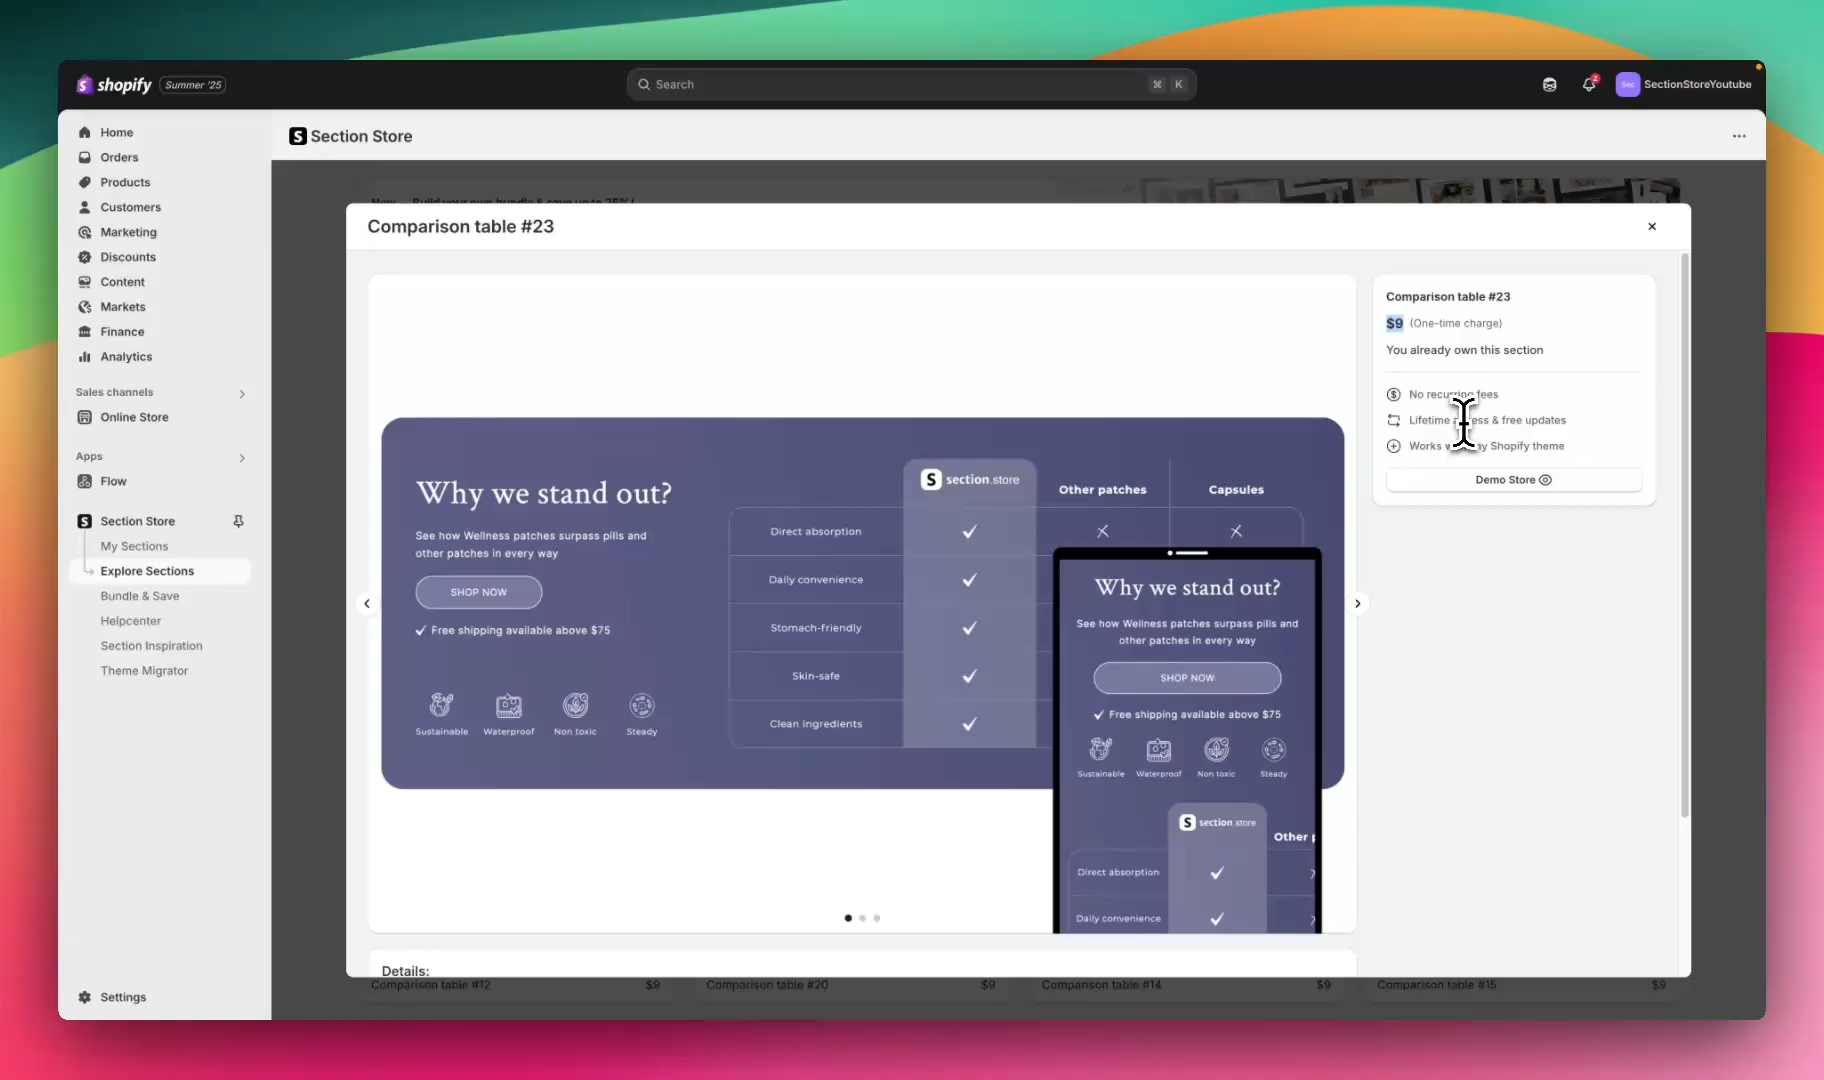 shopify
Summer '25
Search
⌘ K
2
SectionStoreYoutube
Home
Orders
Products
Customers
Marketing
Discounts
Content
Markets
Finance
Analytics
Sales channels
Online Store
Apps
Flow
Section Store
My Sections
Explore Sections
Bundle & Save
Helpcenter
Section Inspiration
Theme Migrator
Settings
S Section Store
Comparison table #23
Why we stand out?
See how Wellness patches surpass pills and
other patches in every way
SHOP NOW
Free shipping available above $75
Sustainable Waterproof Non toxic Steady
S section.store Other patches Capsules
Direct absorption
Daily convenience
Stomach-friendly
Skin-safe
Clean ingredients
Why we stand out?
See how Wellness patches surpass pills and
other patches in every way
SHOP NOW
Free shipping available above $75
Sustainable Waterproof Non toxic Steady
S section.store
Other
Direct absorption
Daily convenience
Comparison table #23
$9 (One-time charge)
You already own this section
No recurring fees
Lifetime & free updates
Works Shopify theme
Demo Store
Details:
Comparison table #12 $9
Comparison table #20 $9
Comparison table #14 $9
Comparison table #15 $9